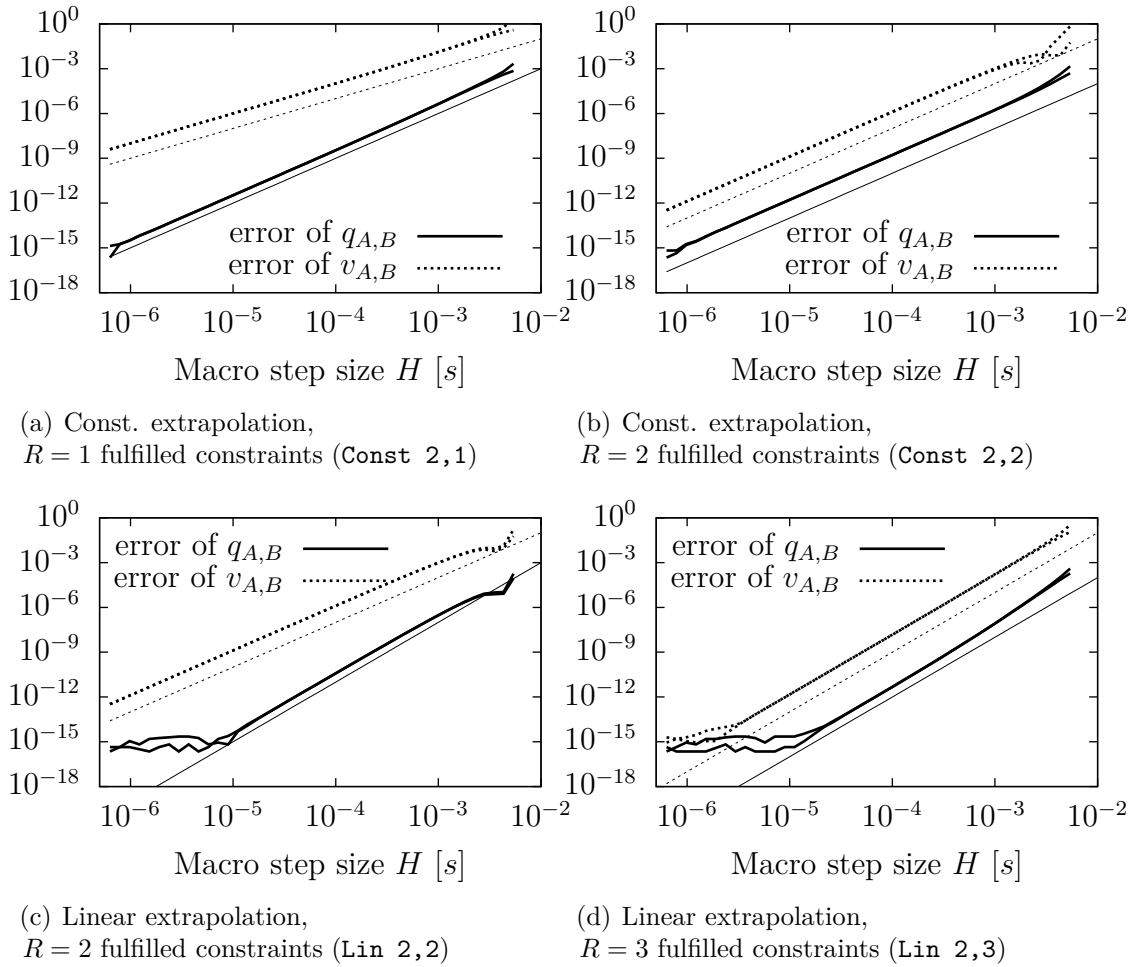 10^0
10^−3
10^−6
10^−9
10^−12
10^−15
10^−18
error of q_{A,B}
error of v_{A,B}
10^−6 10^−5 10^−4 10^−3 10^−2
Macro step size H [s]
(a) Const. extrapolation,
R = 1 fulfilled constraints (Const 2,1)
10^0
10^−3
10^−6
10^−9
10^−12
10^−15
10^−18
error of q_{A,B}
error of v_{A,B}
10^−6 10^−5 10^−4 10^−3 10^−2
Macro step size H [s]
(b) Const. extrapolation,
R = 2 fulfilled constraints (Const 2,2)
10^0
10^−3
10^−6
10^−9
10^−12
10^−15
10^−18
error of q_{A,B}
error of v_{A,B}
10^−6 10^−5 10^−4 10^−3 10^−2
Macro step size H [s]
(c) Linear extrapolation,
R = 2 fulfilled constraints (Lin 2,2)
10^0
10^−3
10^−6
10^−9
10^−12
10^−15
10^−18
error of q_{A,B}
error of v_{A,B}
10^−6 10^−5 10^−4 10^−3 10^−2
Macro step size H [s]
(d) Linear extrapolation,
R = 3 fulfilled constraints (Lin 2,3)